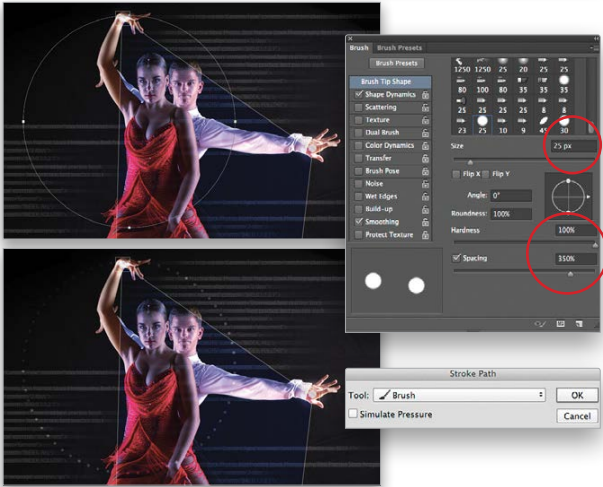 Brush Brush Presets
Brush Presets
Brush Tip Shape
Shape Dynamics
Scattering
Texture
Dual Brush
Color Dynamics
Transfer
Brush Pose
Noise
Wet Edges
Build-up
Smoothing
Protect Texture
1250 1250 25 20 25 25
80 100 80 35 35 35
25 25 25 25 8 8
23 25 10 9 45 30
Size 25 px
Flip X Flip Y
Angle: 0°
Roundness: 100%
Hardness 100%
Spacing 350%
Stroke Path
Tool: Brush OK
Simulate Pressure Cancel